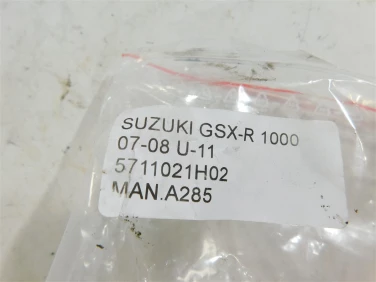 SUZUKI GSX-R 1000
07-08 U-11
5711021H02
MAN.A285